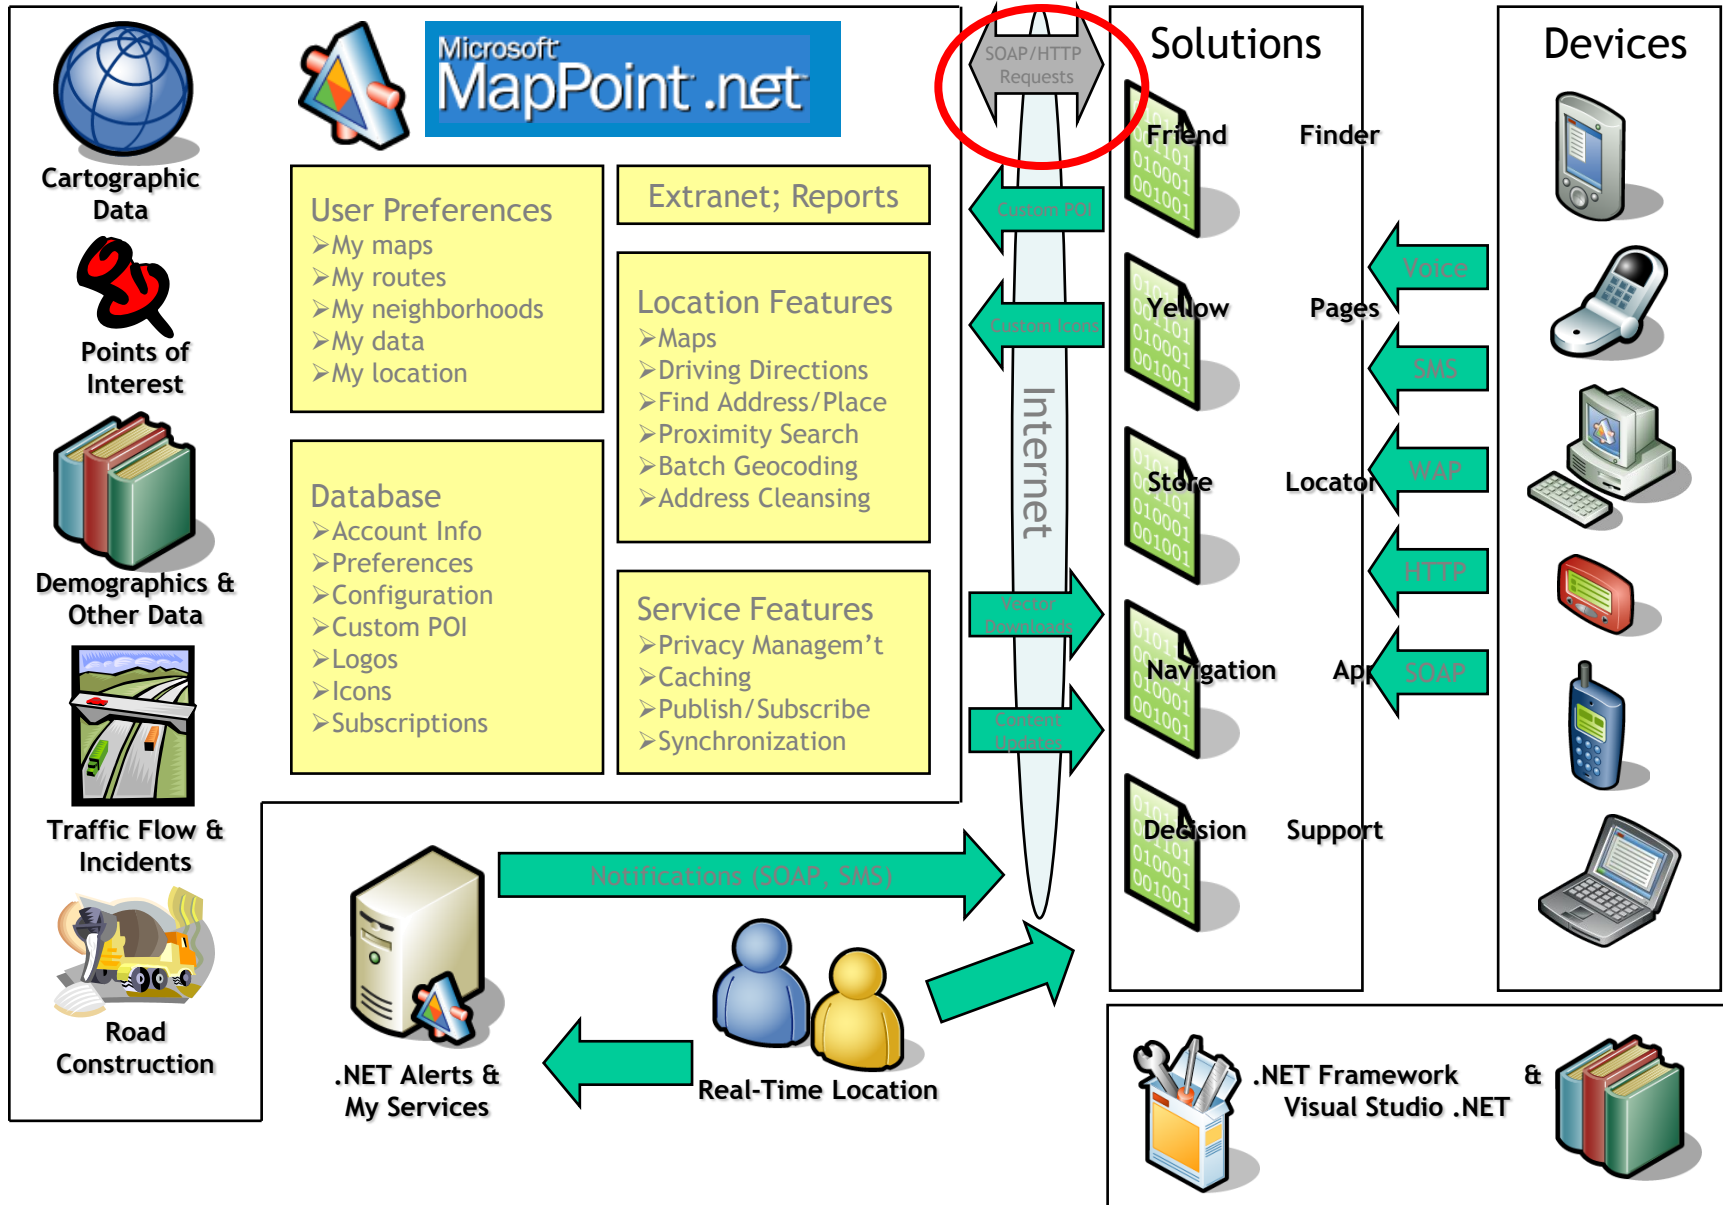 Microsoft
MapPoint .net
Cartographic
Data
Points of
Interest
Demographics &
Other Data
Traffic Flow &
Incidents
Road
Construction
User Preferences
➢My maps
➢My routes
➢My neighborhoods
➢My data
➢My location
Database
➢Account Info
➢Preferences
➢Configuration
➢Custom POI
➢Logos
➢Icons
➢Subscriptions
Extranet; Reports
Location Features
➢Maps
➢Driving Directions
➢Find Address/Place
➢Proximity Search
➢Batch Geocoding
➢Address Cleansing
Service Features
➢Privacy Managem’t
➢Caching
➢Publish/Subscribe
➢Synchronization
SOAP/HTTP
Requests
Custom POI
Custom Icons
Internet
Vector
Downloads
Content
Updates
Notifications (SOAP, SMS)
.NET Alerts &
My Services
Real-Time Location
Solutions
Friend Finder
Yellow Pages
Store Locator
Navigation App
Decision Support
Voice
SMS
WAP
HTTP
SOAP
Devices
.NET Framework &
Visual Studio .NET